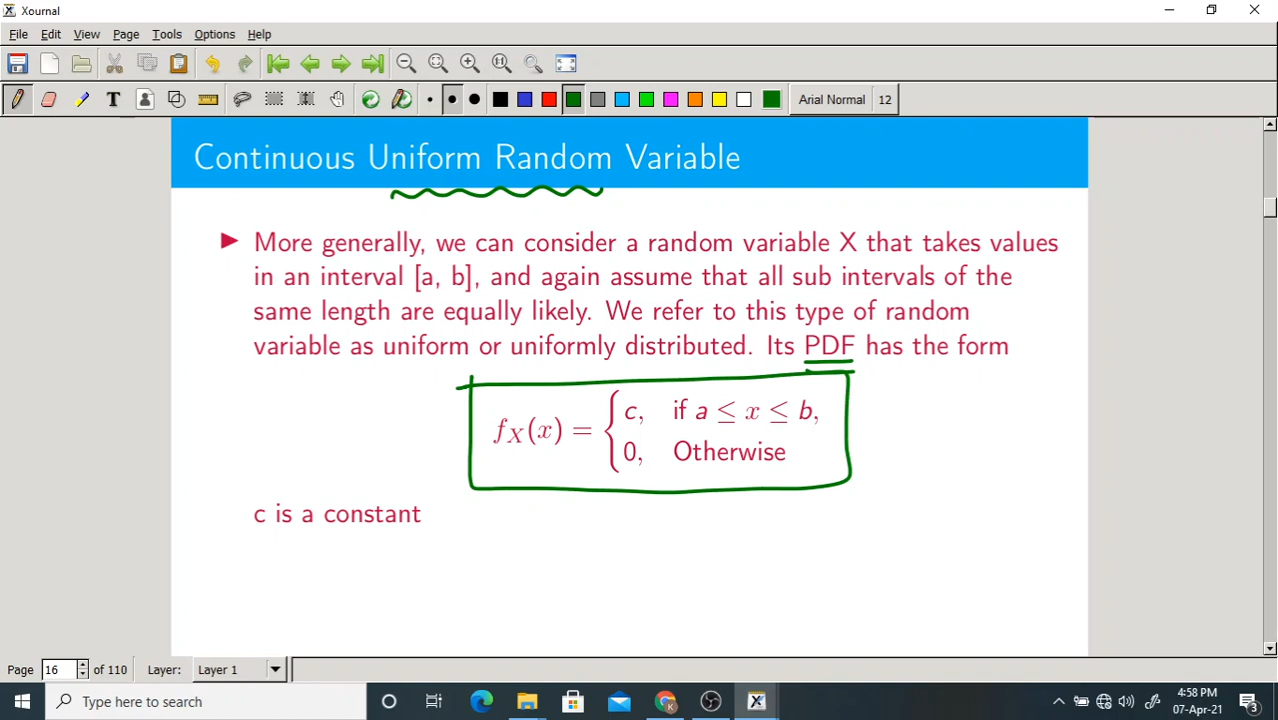 Xournal
File Edit View Page Tools Options Help
Arial Normal 12
Continuous Uniform Random Variable
More generally, we can consider a random variable X that takes values
in an interval [a, b], and again assume that all sub intervals of the
same length are equally likely. We refer to this type of random
variable as uniform or uniformly distributed. Its PDF has the form
f_X(x) = { c, if a ≤ x ≤ b,
0, Otherwise
c is a constant
Page 16 of 110 Layer: Layer 1
Type here to search
4:58 PM
07-Apr-21
3